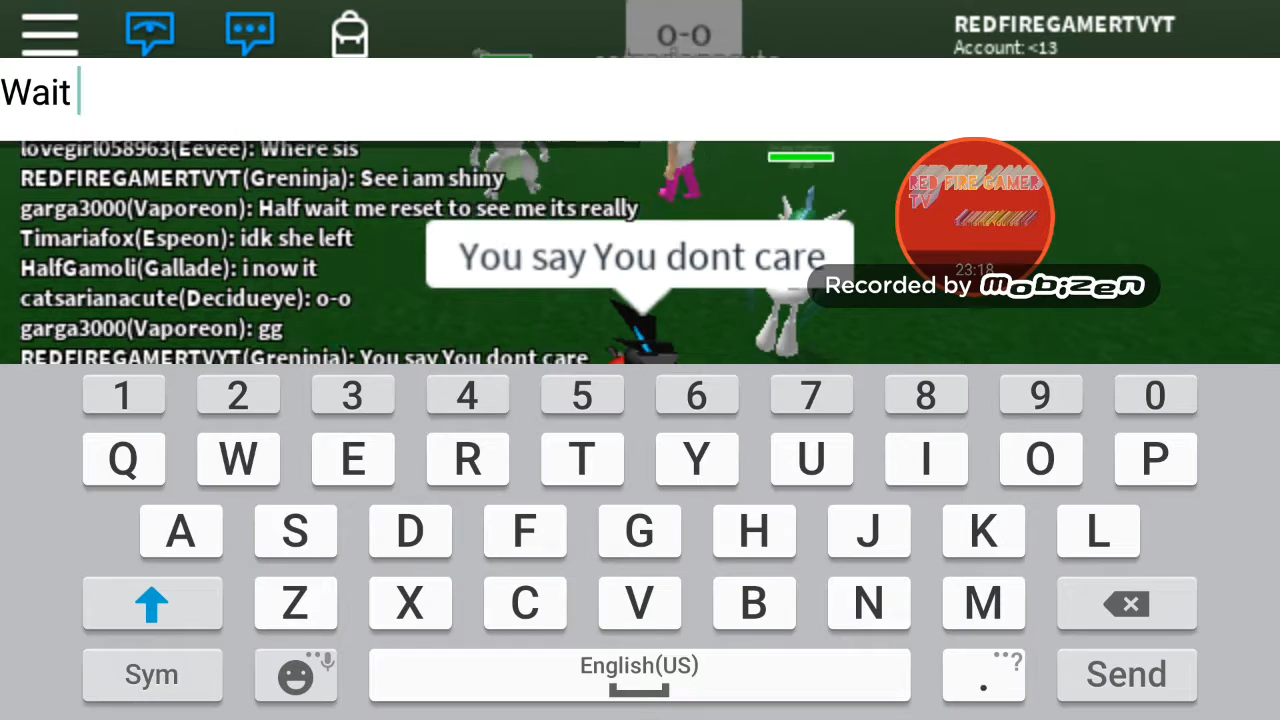 o-o
REDFIREGAMERTVYT
Account: <13
Wait
lovegirl058963(Eevee): Where sis
REDFIREGAMERTVYT(Greninja): See i am shiny
garga3000(Vaporeon): Half wait me reset to see me its really
Timariafox(Espeon): idk she left
HalfGamoli(Gallade): i now it
catsarianacute(Decidueye): o-o
garga3000(Vaporeon): gg
REDFIREGAMERTVYT(Greninja): You say You dont care
You say You dont care
RED FIRE GAMER
TV
23:18
Recorded by mobizen
1 2 3 4 5 6 7 8 9 0
Q W E R T Y U I O P
A S D F G H J K L
Z X C V B N M
Sym
English(US)
. ?
Send